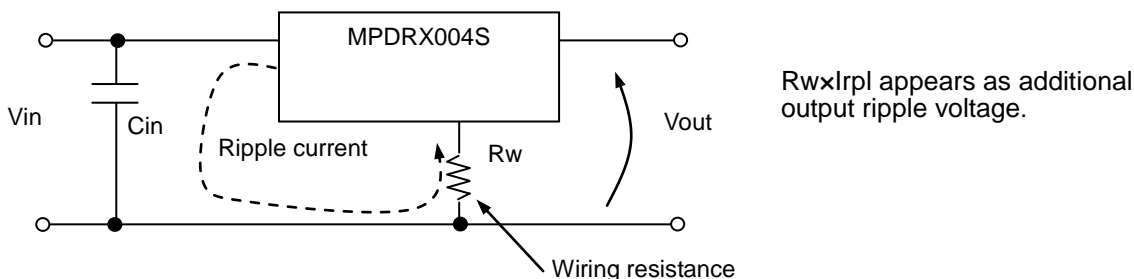 MPDRX004S
Rw×Irpl appears as additional
output ripple voltage.
Vin
Cin
Vout
Ripple current
Rw
Wiring resistance